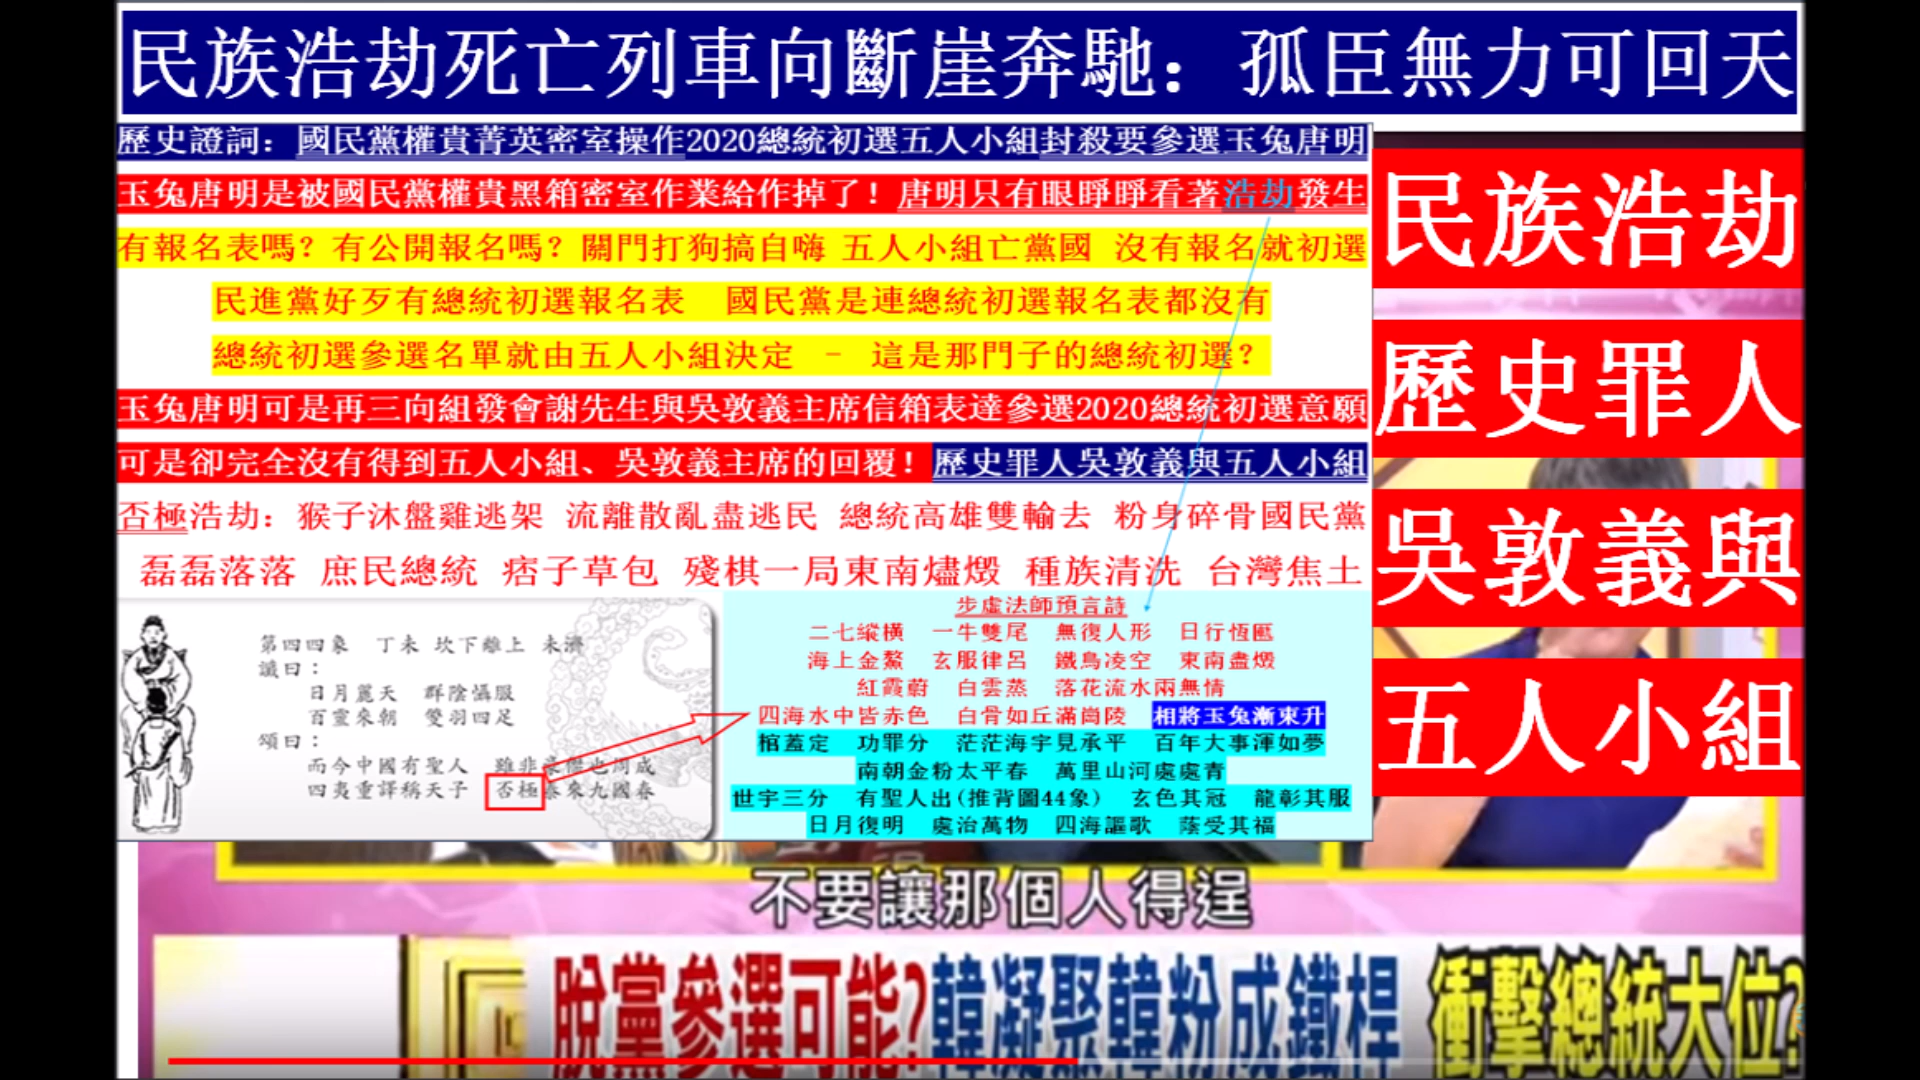 民族浩劫死亡列車向斷崖奔馳：孤臣無力可回天
歷史證詞：國民黨權貴菁英密室操作2020總統初選五人小組封殺要參選玉兔唐明
玉兔唐明是被國民黨權貴黑箱密室作業給作掉了！唐明只有眼睜睜看著浩劫發生
有報名表嗎？有公開報名嗎？關門打狗搞自嗨 五人小組亡黨國 沒有報名就初選
民進黨好歹有總統初選報名表 國民黨是連總統初選報名表都沒有
總統初選參選名單就由五人小組決定 - 這是那門子的總統初選？
玉兔唐明可是再三向組發會謝先生與吳敦義主席信箱表達參選2020總統初選意願
可是卻完全沒有得到五人小組、吳敦義主席的回覆！歷史罪人吳敦義與五人小組
否極浩劫：猴子沐盤雞逃架 流離散亂盡逃民 總統高雄雙輸去 粉身碎骨國民黨
磊磊落落 庶民總統 痞子草包 殘棋一局東南燼燬 種族清洗 台灣焦土
第四四象 丁未 坎下離上 未濟
讖曰：
日月麗天 群陰懾服
百靈來朝 雙羽四足
頌曰：
而今中國有聖人 雖非豪傑也周成
四夷重譯稱天子 否極泰來九國春
步虛法師預言詩
二七縱橫 一牛雙尾 無復人形 日行恆匱
海上金鰲 玄服律呂 鐵鳥凌空 東南盡燬
紅霞蔚 白雲蒸 落花流水兩無情
四海水中皆赤色 白骨如丘滿崗陵 相將玉兔漸東升
棺蓋定 功罪分 茫茫海宇見承平 百年大事渾如夢
南朝金粉太平春 萬里山河處處青
世宇三分 有聖人出(推背圖44象) 玄色其冠 龍彰其服
日月復明 處治萬物 四海謳歌 蔭受其福
民族浩劫
歷史罪人
吳敦義與
五人小組
不要讓那個人得逞
脫黨參選可能?韓凝聚韓粉成鐵桿 衝擊總統大位?